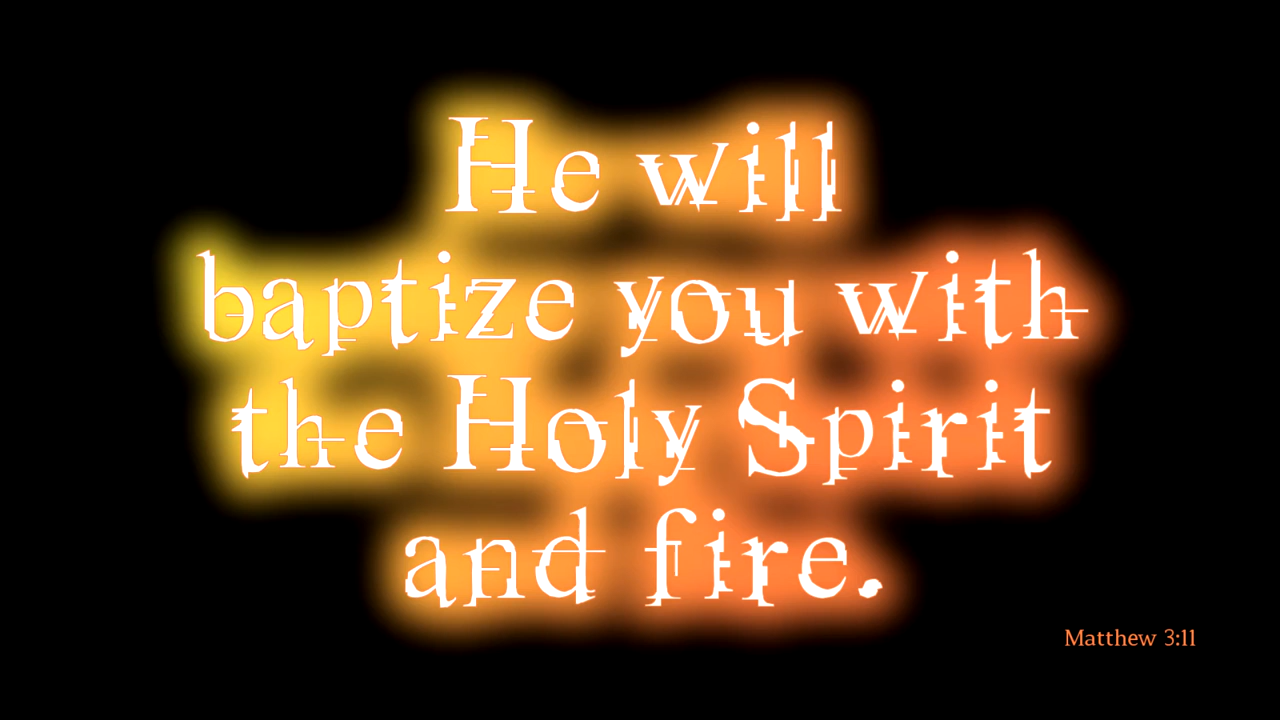 He will
baptize you with
the Holy Spirit
and fire.
Matthew 3:11